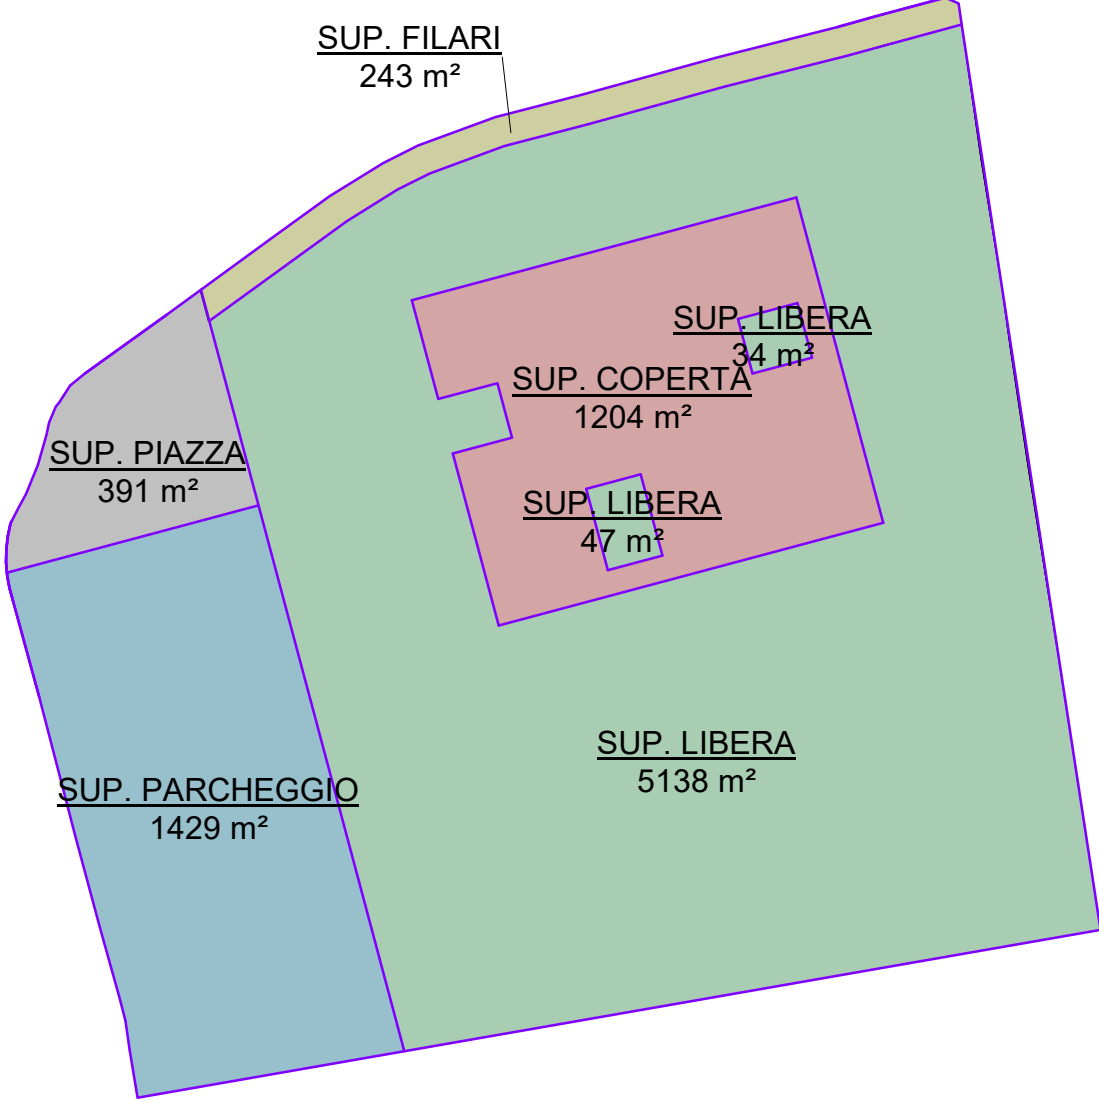 SUP. FILARI
243 m²
SUP. LIBERA
34 m²
SUP. COPERTA
1204 m²
SUP. PIAZZA
391 m²
SUP. LIBERA
47 m²
SUP. LIBERA
5138 m²
SUP. PARCHEGGIO
1429 m²